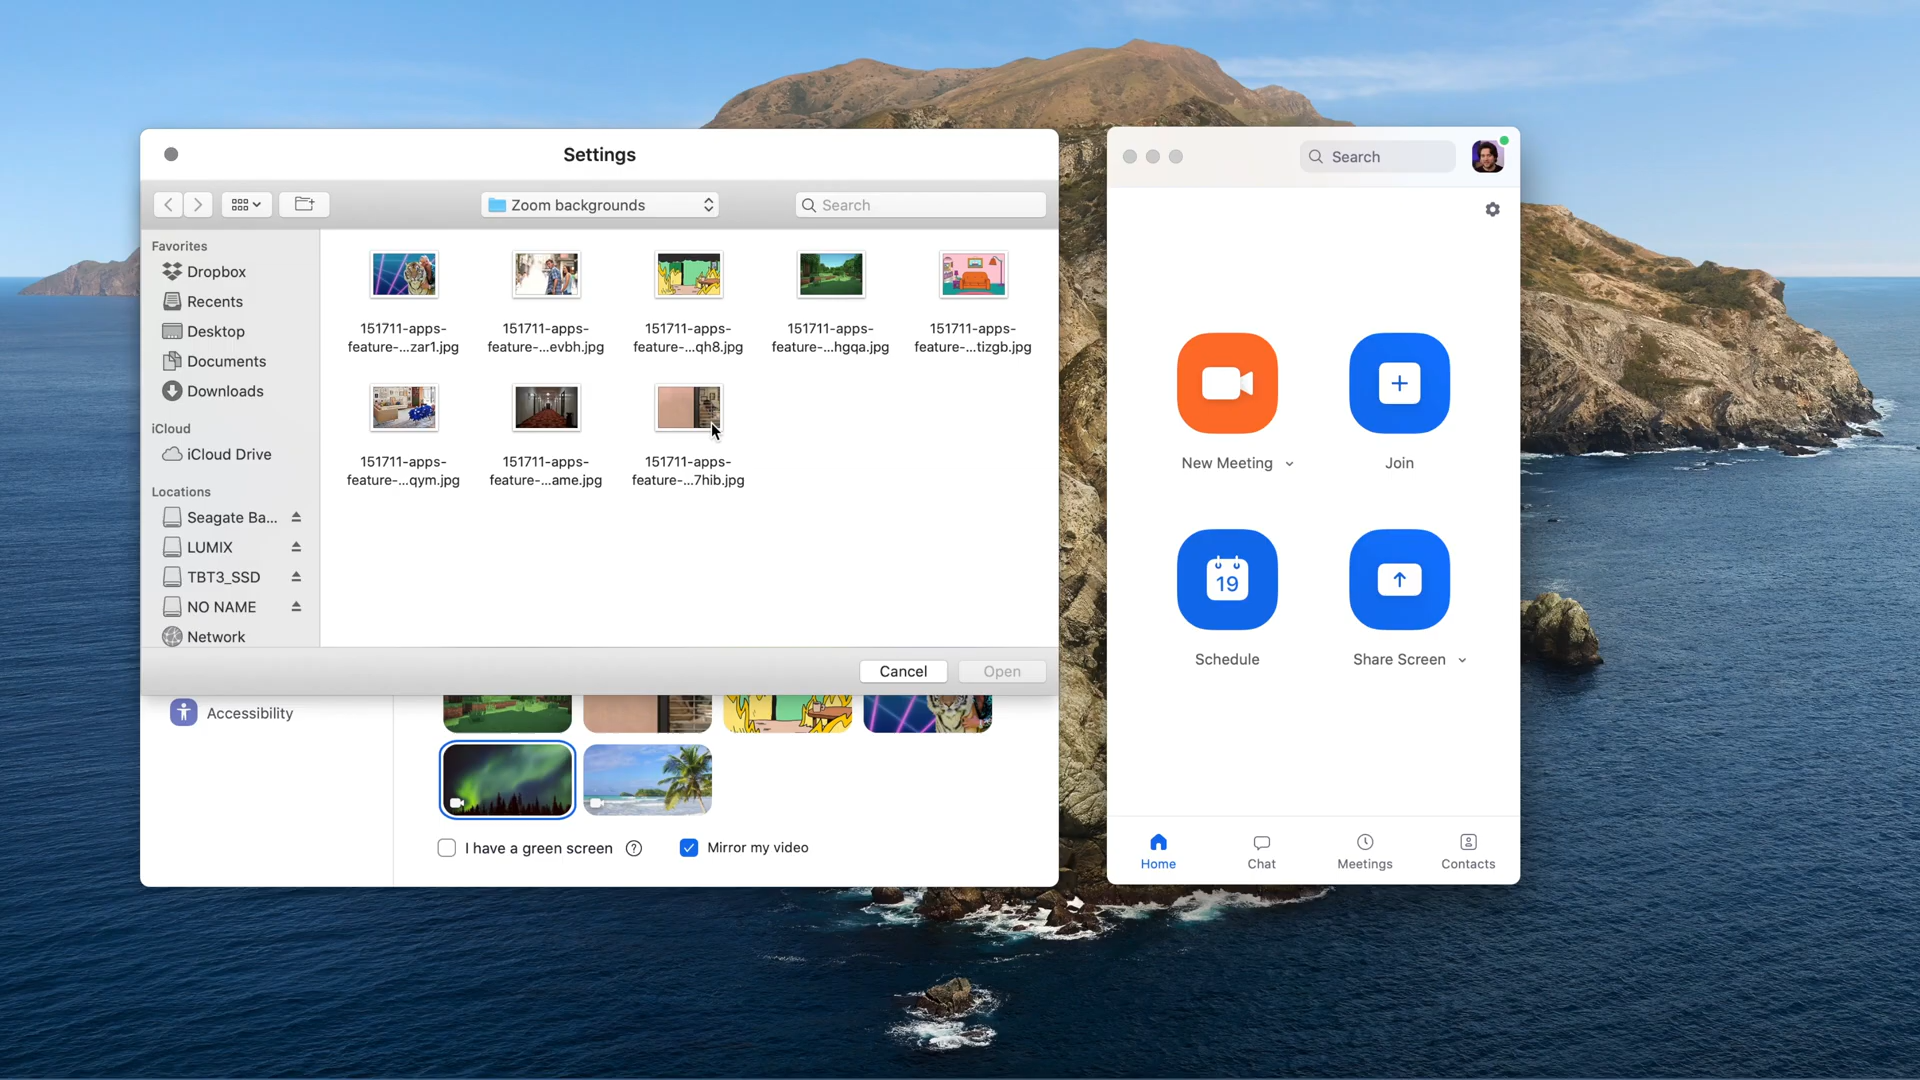 Settings
Zoom backgrounds
Search
Favorites
Dropbox
Recents
Desktop
Documents
Downloads
iCloud
iCloud Drive
Locations
Seagate Ba...
LUMIX
TBT3_SSD
NO NAME
Network
151711-apps-
feature-...zar1.jpg
151711-apps-
feature-...evbh.jpg
151711-apps-
feature-...qh8.jpg
151711-apps-
feature-...hgqa.jpg
151711-apps-
feature-...tizgb.jpg
151711-apps-
feature-...qym.jpg
151711-apps-
feature-...ame.jpg
151711-apps-
feature-...7hib.jpg
Cancel
Open
Accessibility
I have a green screen
?
Mirror my video
Search
New Meeting
Join
19
Schedule
Share Screen
Home
Chat
Meetings
Contacts